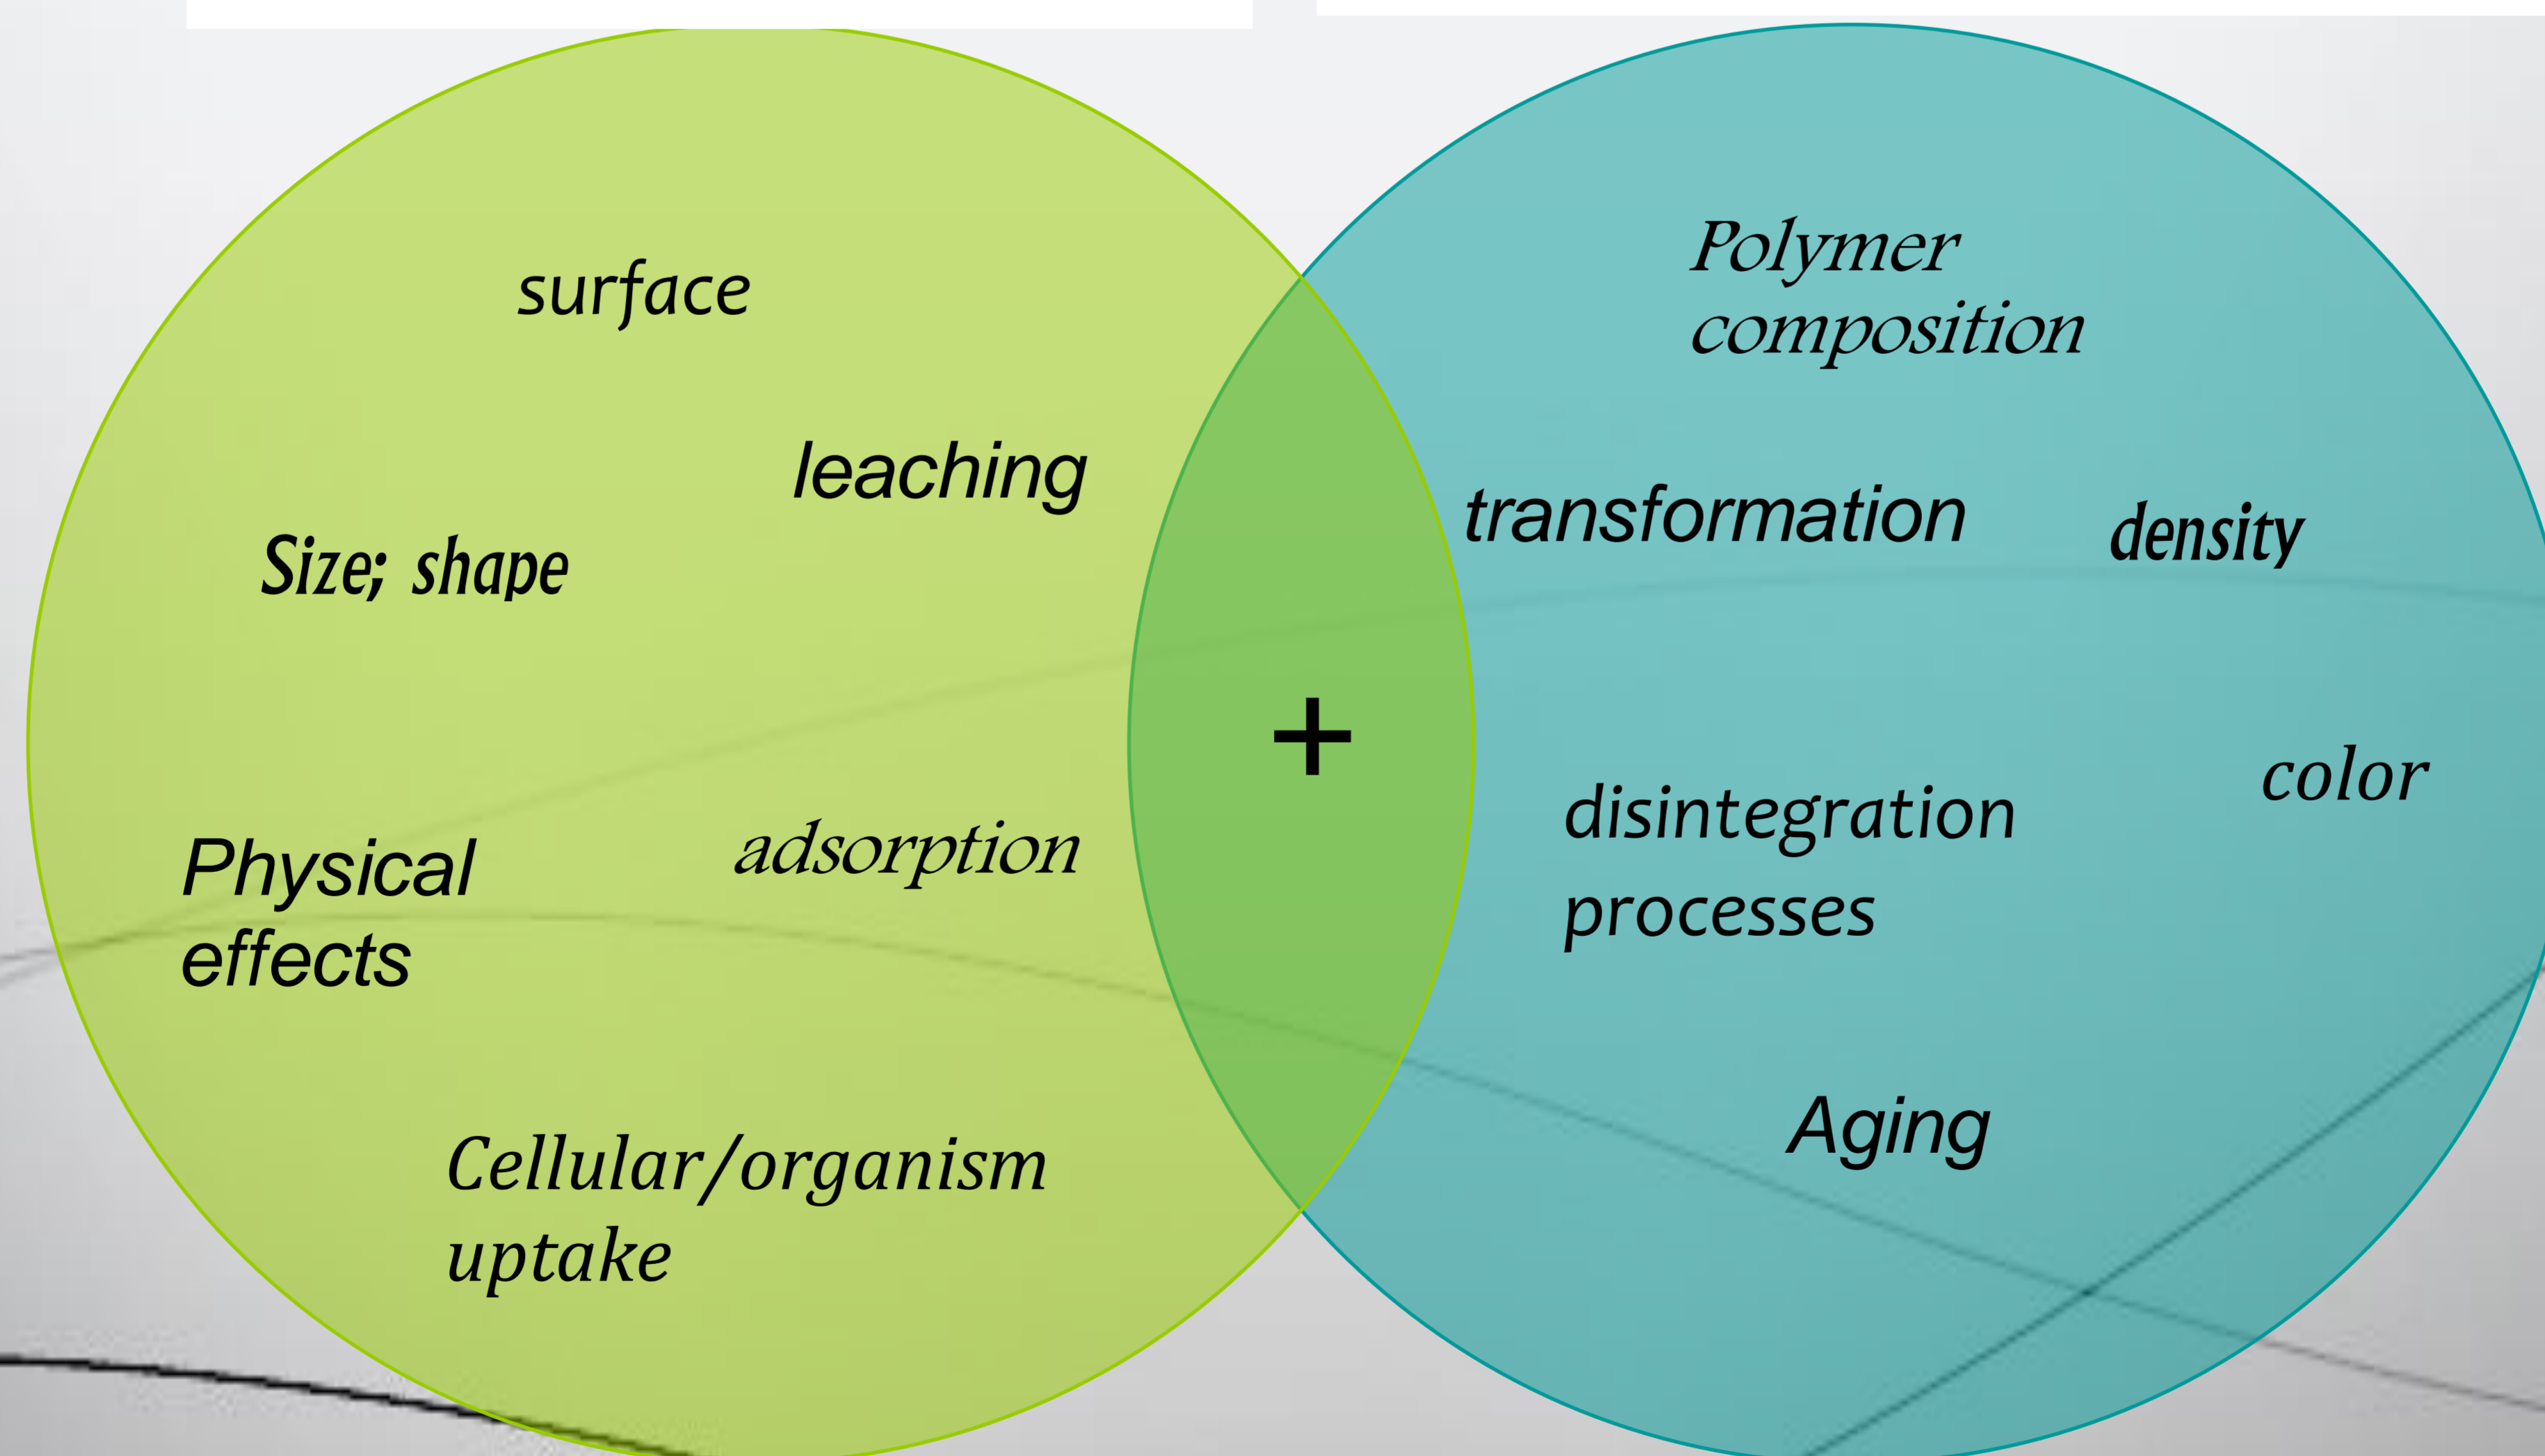 surface
leaching
Size; shape
Physical
effects
adsorption
Cellular/organism
uptake
+
Polymer
composition
transformation
density
color
disintegration
processes
Aging